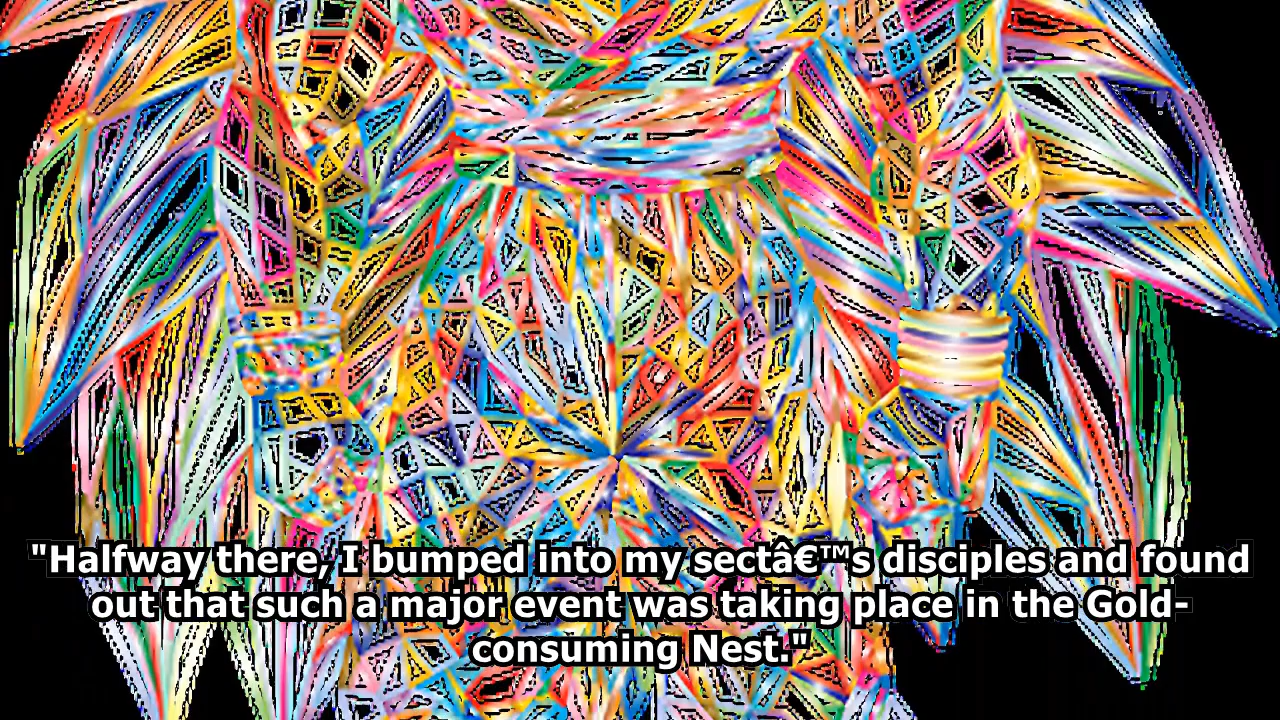 "Halfway there, I bumped into my sectâ€™s disciples and found
out that such a major event was taking place in the Gold-
consuming Nest."